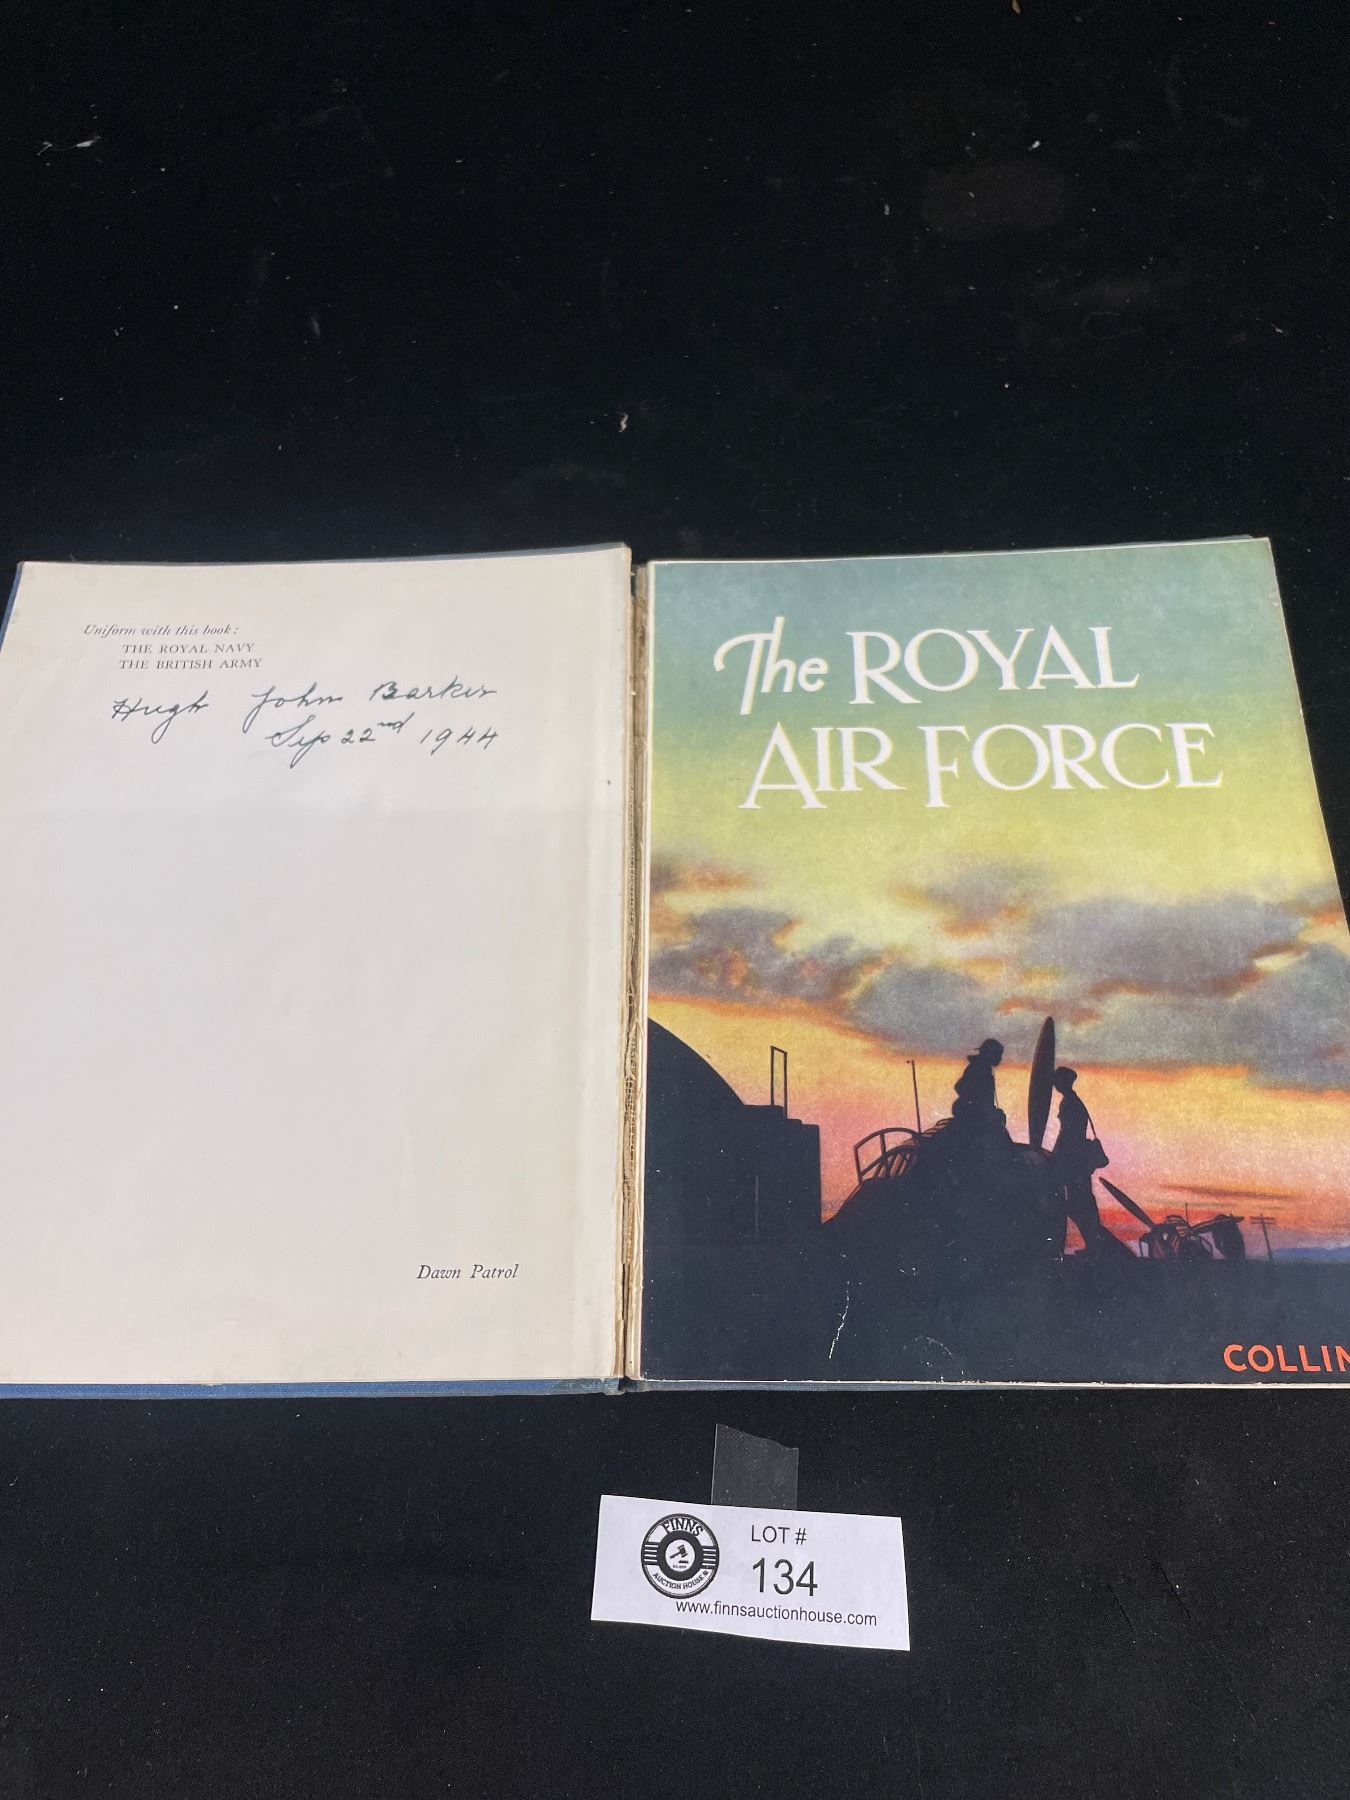 Uniform with this book:
THE ROYAL NAVY
THE BRITISH ARMY
Hugh John Barker
Sep 22nd 1944
Dawn Patrol
The ROYAL
AIR FORCE
COLLIN
FINNS
AUCTION HOUSE
LOT #
134
www.finnsauctionhouse.com